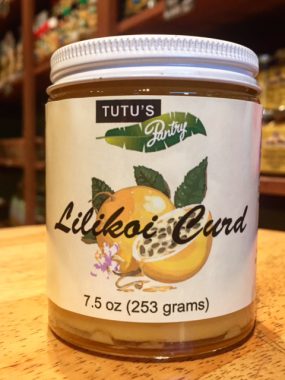 TUTU'S
Pantry
Lilikoi Curd
7.5 oz (253 grams)